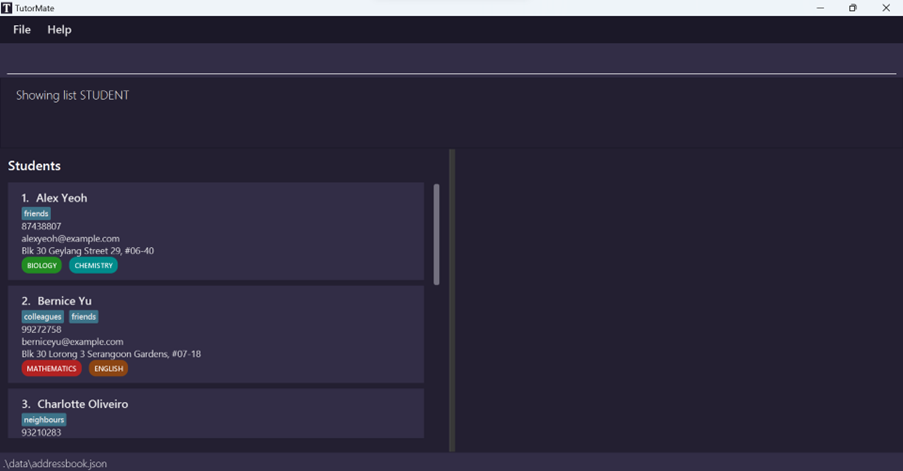 TutorMate
File Help
Showing list STUDENT
Students
1. Alex Yeoh
friends
87438807
alexyeoh@example.com
Blk 30 Geylang Street 29, #06-40
BIOLOGY CHEMISTRY
2. Bernice Yu
colleagues friends
99272758
berniceyu@example.com
Blk 30 Lorong 3 Serangoon Gardens, #07-18
MATHEMATICS ENGLISH
3. Charlotte Oliveiro
neighbours
93210283
.\data\addressbook.json